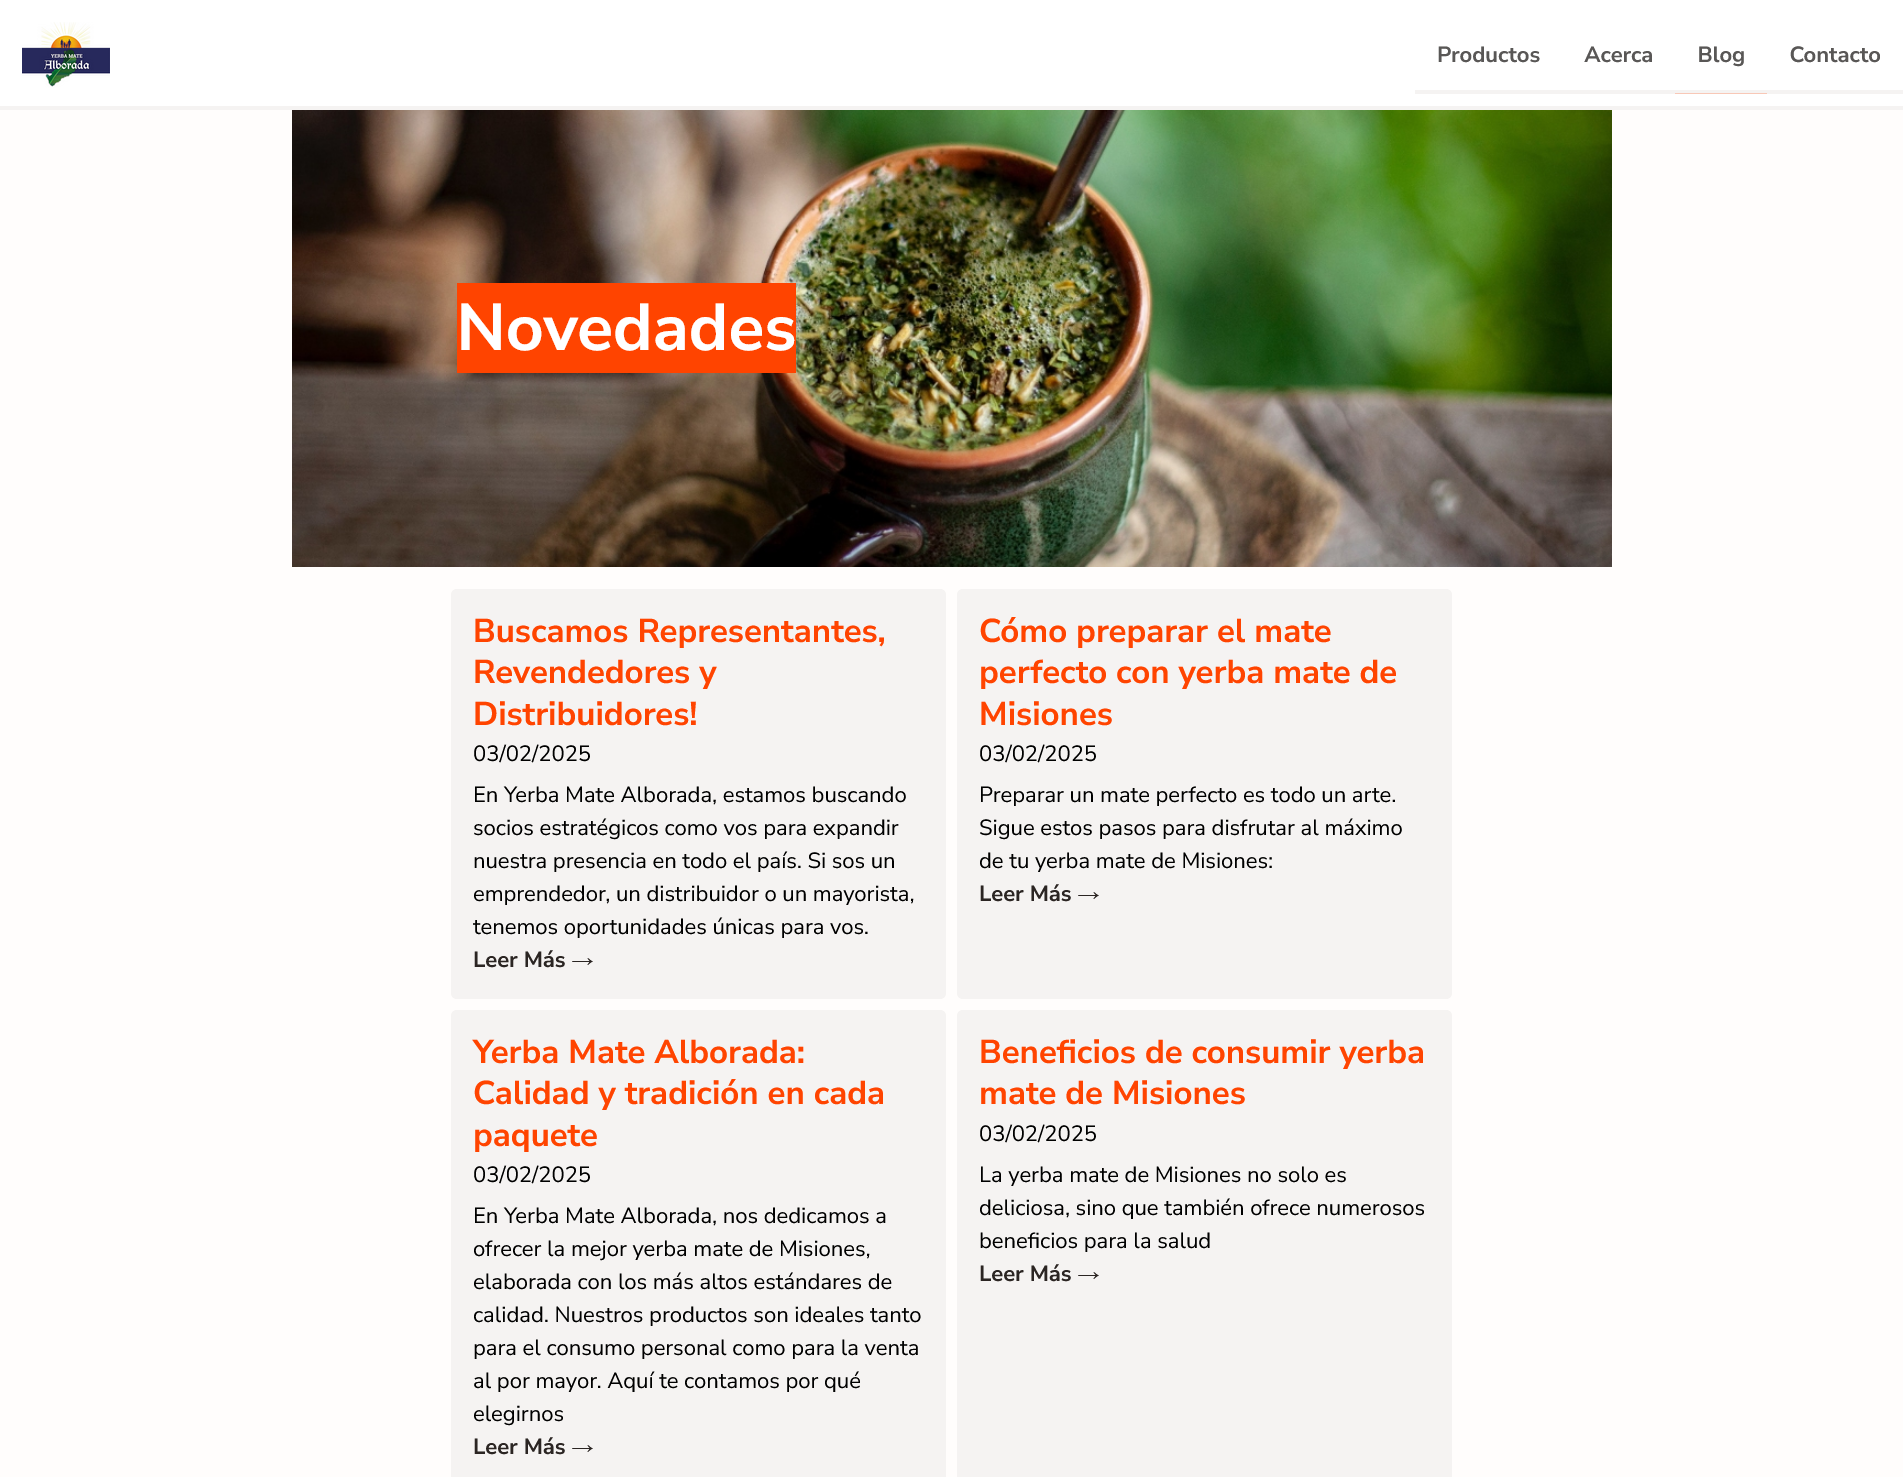 YERBA MATE
Alborada
Productos
Acerca
Blog
Contacto
Novedades
Buscamos Representantes,
Revendedores y
Distribuidores!
03/02/2025
En Yerba Mate Alborada, estamos buscando
socios estratégicos como vos para expandir
nuestra presencia en todo el país. Si sos un
emprendedor, un distribuidor o un mayorista,
tenemos oportunidades únicas para vos.
Leer Más →
Cómo preparar el mate
perfecto con yerba mate de
Misiones
03/02/2025
Preparar un mate perfecto es todo un arte.
Sigue estos pasos para disfrutar al máximo
de tu yerba mate de Misiones:
Leer Más →
Yerba Mate Alborada:
Calidad y tradición en cada
paquete
03/02/2025
En Yerba Mate Alborada, nos dedicamos a
ofrecer la mejor yerba mate de Misiones,
elaborada con los más altos estándares de
calidad. Nuestros productos son ideales tanto
para el consumo personal como para la venta
al por mayor. Aquí te contamos por qué
elegirnos
Leer Más →
Beneficios de consumir yerba
mate de Misiones
03/02/2025
La yerba mate de Misiones no solo es
deliciosa, sino que también ofrece numerosos
beneficios para la salud
Leer Más →